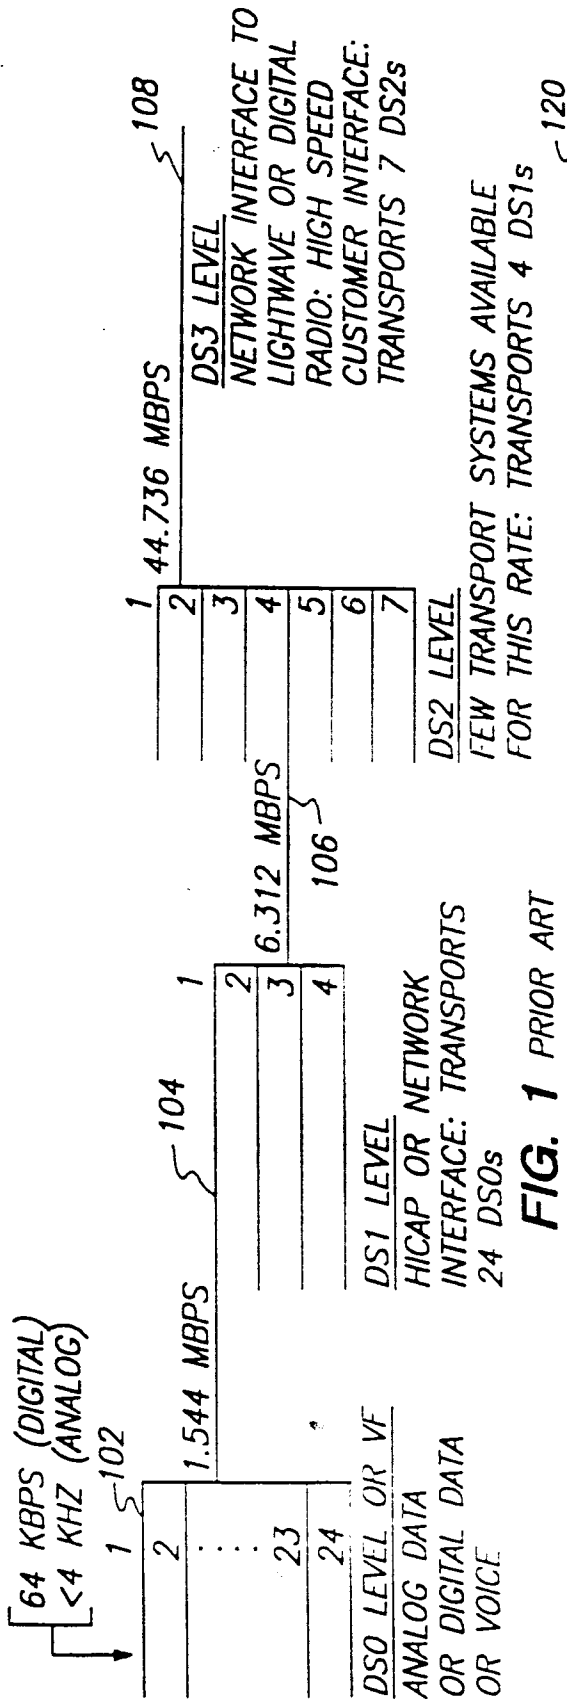 64 KBPS (DIGITAL)
<4 KHZ (ANALOG)
102
1
2
. . . .
23
24
DS0 LEVEL OR VF
ANALOG DATA
OR DIGITAL DATA
OR VOICE
1.544 MBPS
104
1
2
3
4
DS1 LEVEL
HICAP OR NETWORK
INTERFACE: TRANSPORTS
24 DS0s
6.312 MBPS
106
1
2
3
4
5
6
7
DS2 LEVEL
FEW TRANSPORT SYSTEMS AVAILABLE
FOR THIS RATE: TRANSPORTS 4 DS1s
44.736 MBPS
108
DS3 LEVEL
NETWORK INTERFACE TO
LIGHTWAVE OR DIGITAL
RADIO: HIGH SPEED
CUSTOMER INTERFACE:
TRANSPORTS 7 DS2s
120
FIG. 1 PRIOR ART